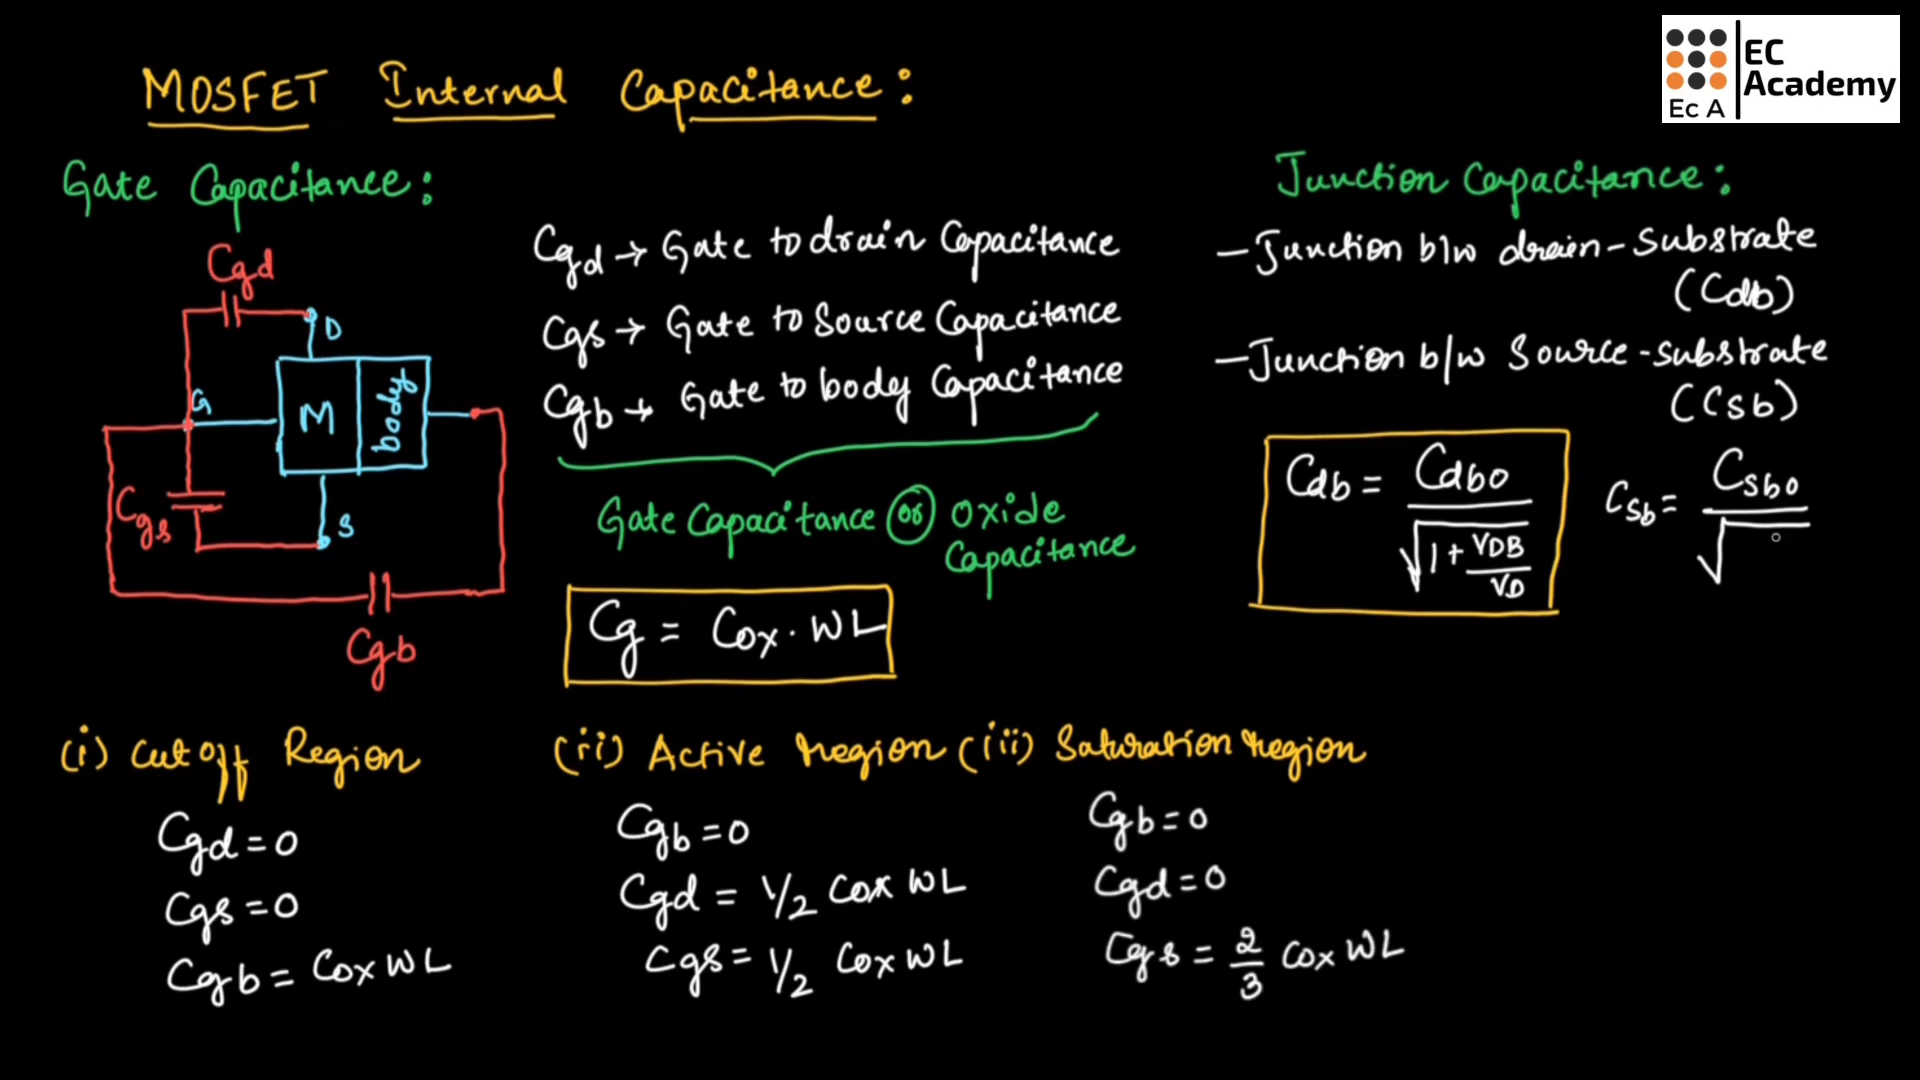 MOSFET Internal Capacitance:
EC
Academy
Ec A
Gate Capacitance:
Cgd
D
G
M
body
Cgs
S
Cgb
Cgd → Gate to drain Capacitance
Cgs → Gate to Source Capacitance
Cgb → Gate to body Capacitance
Gate Capacitance or oxide
Capacitance
Cg = Cox · WL
Junction Capacitance:
- Junction b/w drain-substrate
(Cdb)
- Junction b/w Source-substrate
(Csb)
Cdb = Cdbo / √(1 + VDB/VD)
Csb = Csbo / √
(i) Cutoff Region
Cgd = 0
Cgs = 0
Cgb = Cox WL
(ii) Active region
Cgb = 0
Cgd = 1/2 Cox WL
Cgs = 1/2 Cox WL
(iii) Saturation region
Cgb = 0
Cgd = 0
Cgs = 2/3 Cox WL